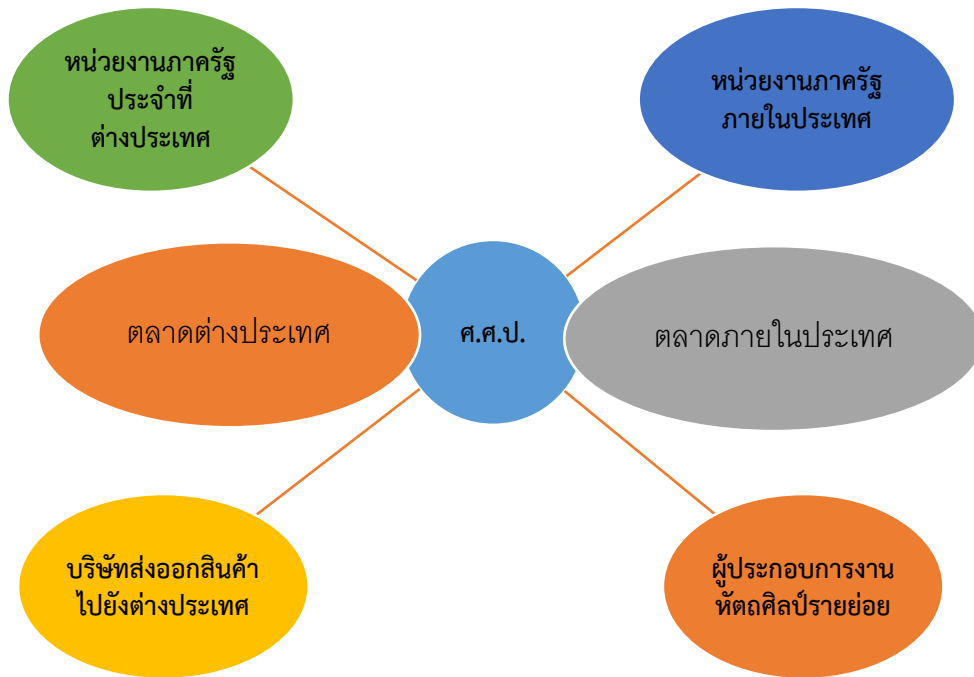 หน่วยงานภาครัฐ
ประจำที่
ต่างประเทศ
หน่วยงานภาครัฐ
ภายในประเทศ
ตลาดต่างประเทศ
ศ.ศ.ป.
ตลาดภายในประเทศ
บริษัทส่งออกสินค้า
ไปยังต่างประเทศ
ผู้ประกอบการงาน
หัตถศิลป์รายย่อย